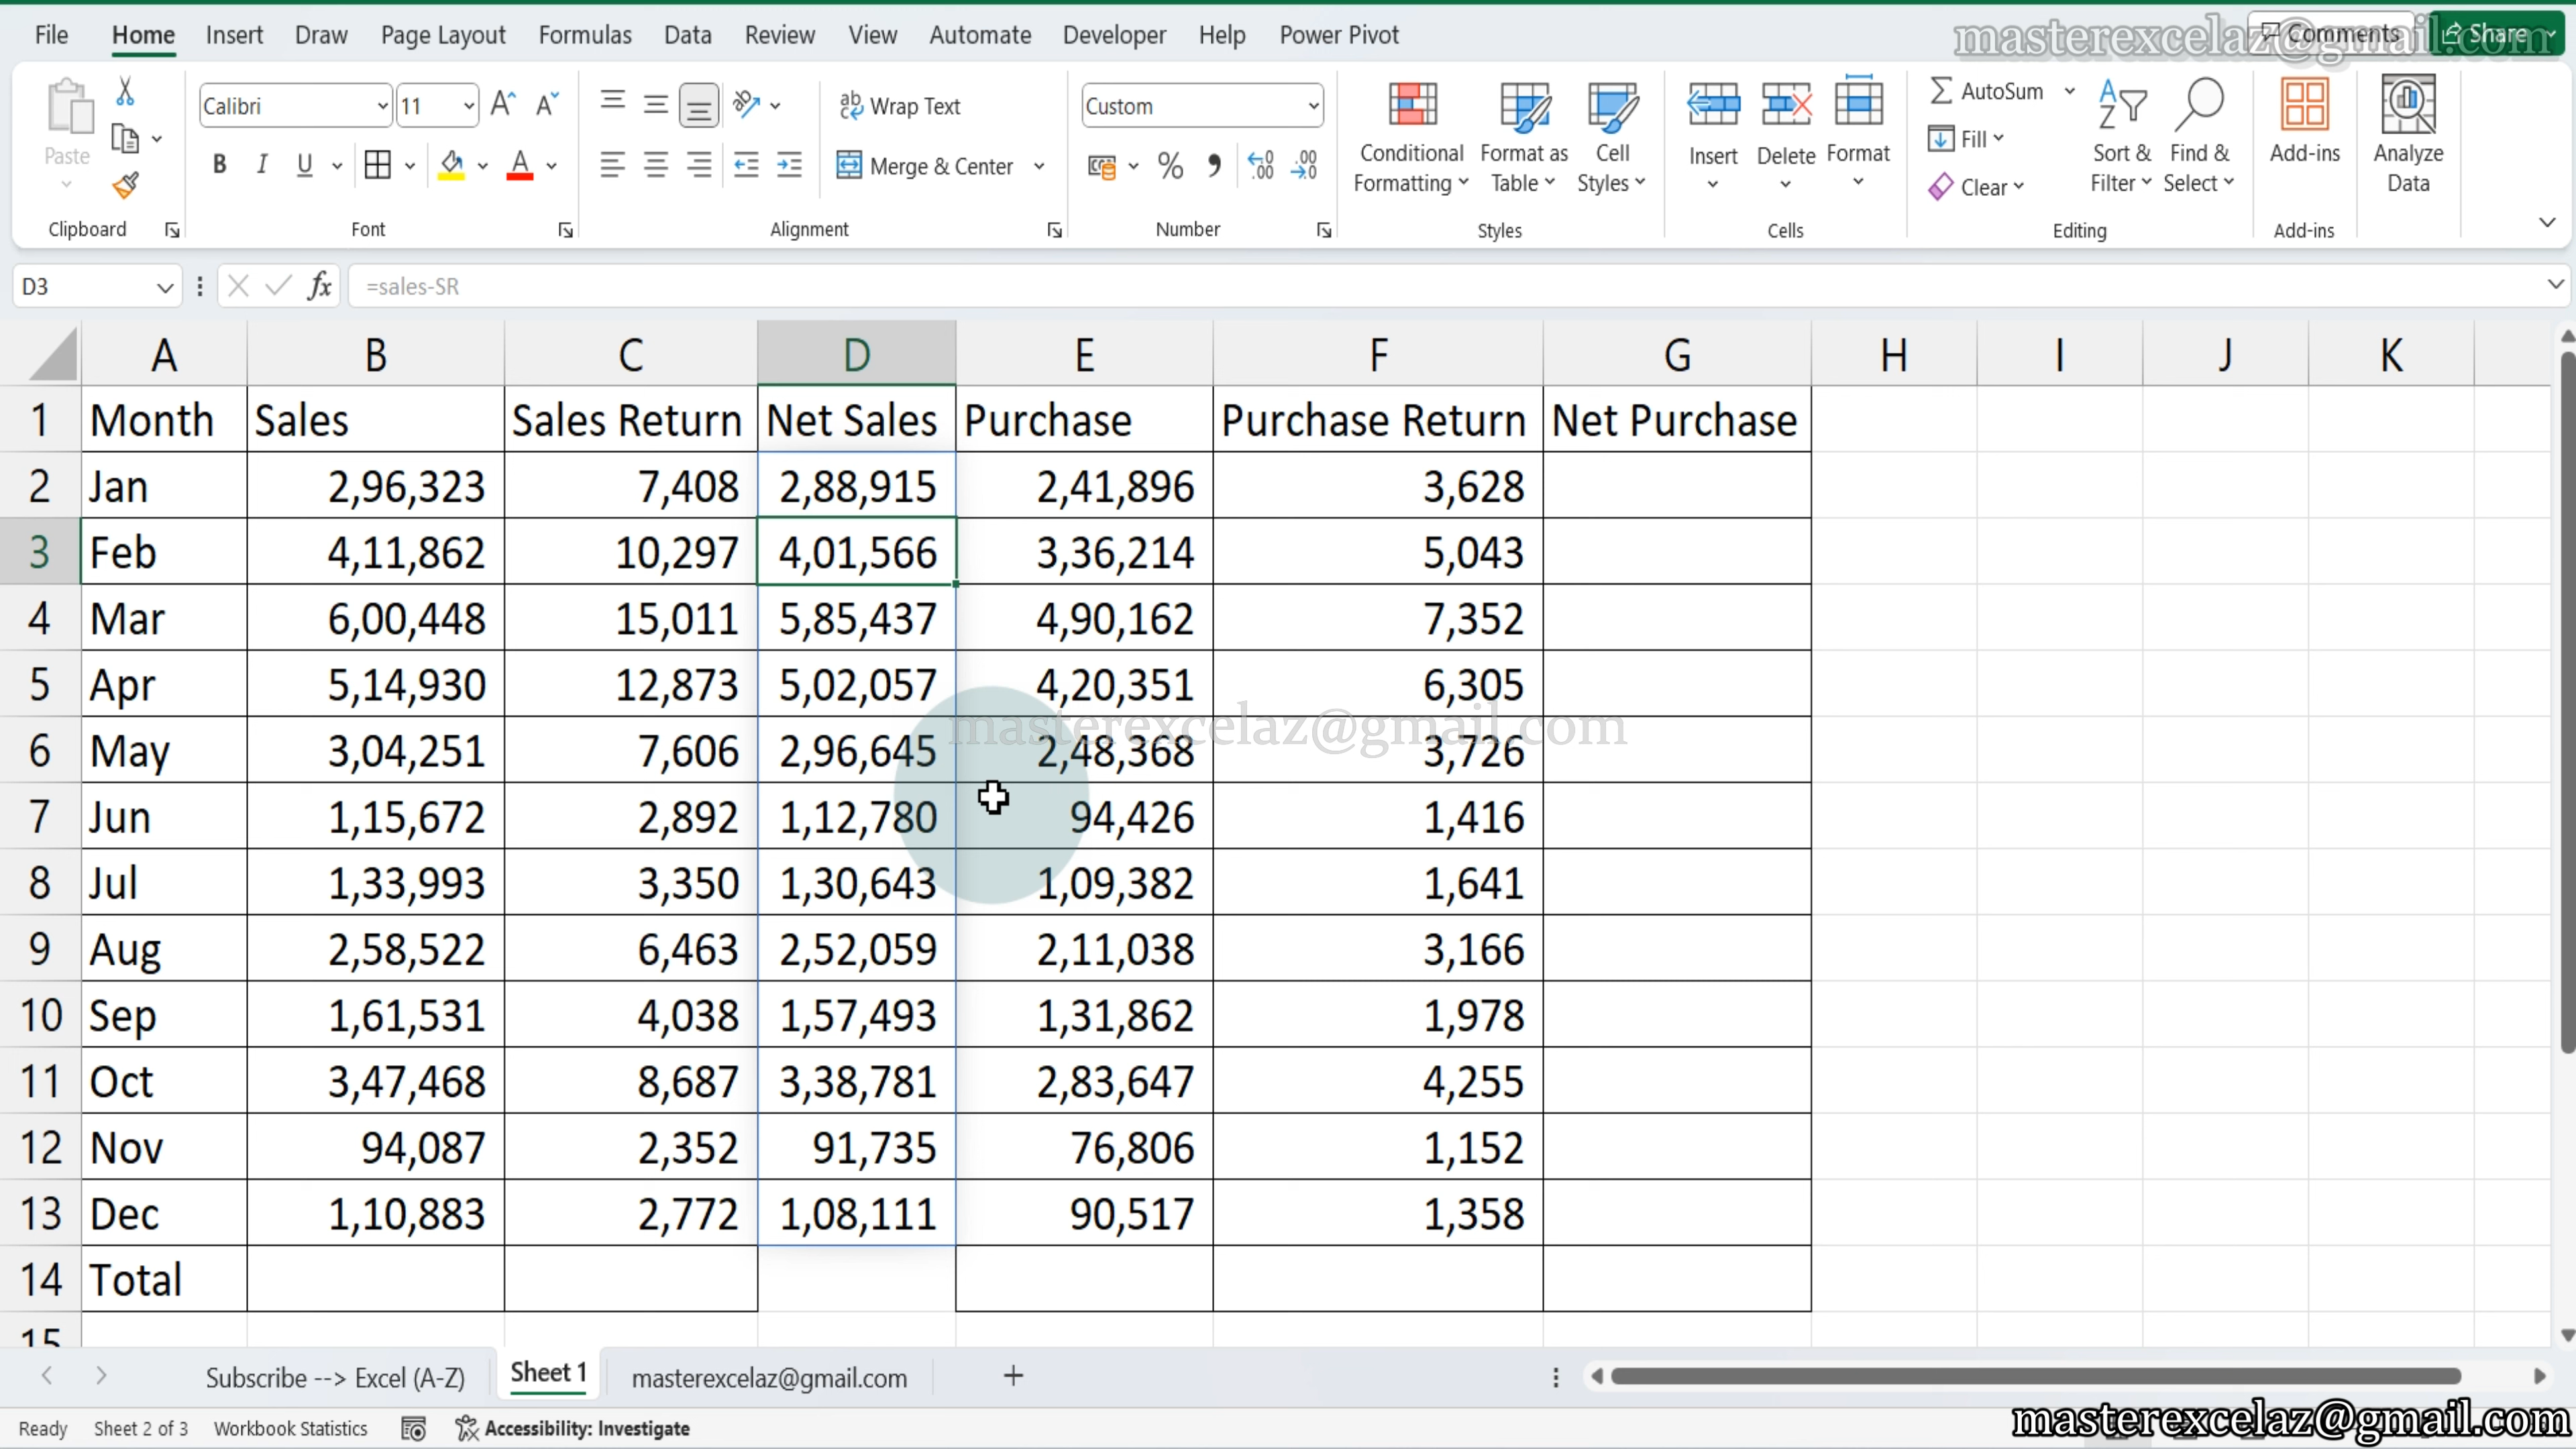 File Home Insert Draw Page Layout Formulas Data Review View Automate Developer Help Power Pivot Comments Share
masterexcelaz@gmail.com
Calibri 11 Wrap Text Custom AutoSum
Paste Conditional Formatting Format as Table Cell Styles Insert Delete Format Fill Sort & Filter Find & Select Add-ins Analyze Data
B I U A Merge & Center % Clear
Clipboard Font Alignment Number Styles Cells Editing Add-ins
D3 fx =sales-SR
A B C D E F G H I J K
1 Month Sales Sales Return Net Sales Purchase Purchase Return Net Purchase
2 Jan 2,96,323 7,408 2,88,915 2,41,896 3,628
3 Feb 4,11,862 10,297 4,01,566 3,36,214 5,043
4 Mar 6,00,448 15,011 5,85,437 4,90,162 7,352
5 Apr 5,14,930 12,873 5,02,057 4,20,351 6,305
masterexcelaz@gmail.com
6 May 3,04,251 7,606 2,96,645 2,48,368 3,726
7 Jun 1,15,672 2,892 1,12,780 94,426 1,416
8 Jul 1,33,993 3,350 1,30,643 1,09,382 1,641
9 Aug 2,58,522 6,463 2,52,059 2,11,038 3,166
10 Sep 1,61,531 4,038 1,57,493 1,31,862 1,978
11 Oct 3,47,468 8,687 3,38,781 2,83,647 4,255
12 Nov 94,087 2,352 91,735 76,806 1,152
13 Dec 1,10,883 2,772 1,08,111 90,517 1,358
14 Total
15
Subscribe --> Excel (A-Z) Sheet 1 masterexcelaz@gmail.com
Ready Sheet 2 of 3 Workbook Statistics Accessibility: Investigate
masterexcelaz@gmail.com